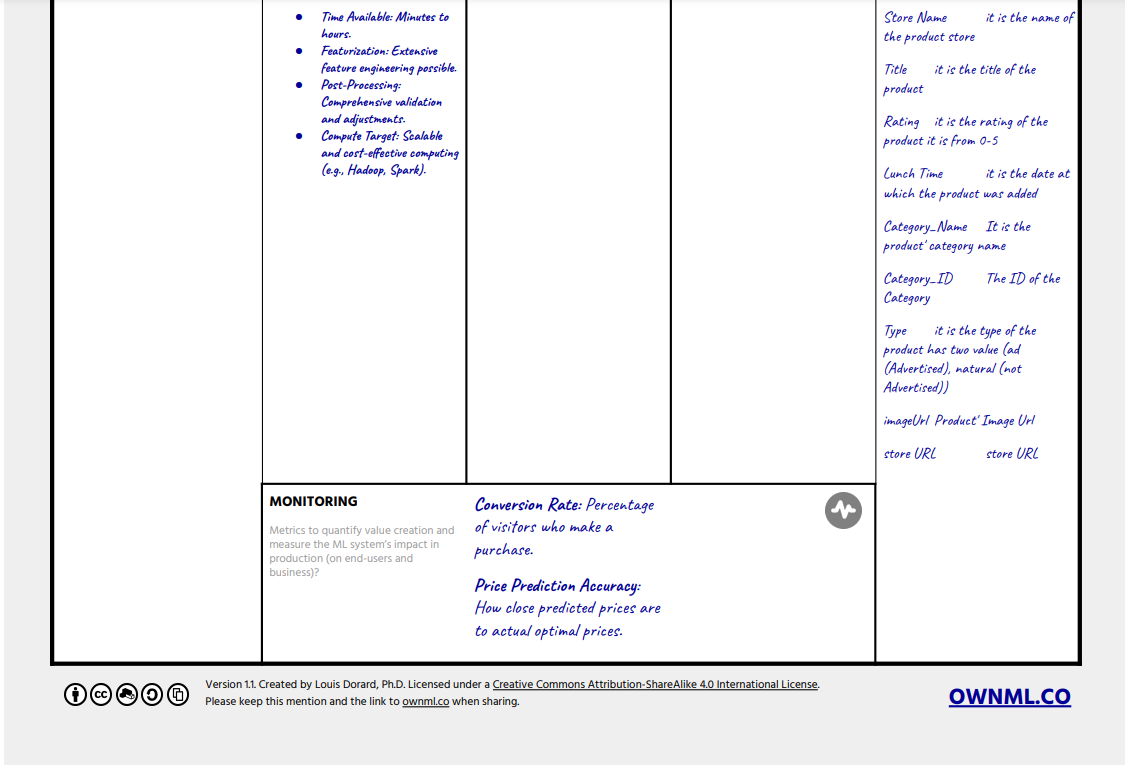 Time Available: Minutes to
hours.
Featurization: Extensive
feature engineering possible.
Post-Processing:
Comprehensive validation
and adjustments.
Compute Target: Scalable
and cost-effective computing
(e.g., Hadoop, Spark).
Store Name it is the name of
the product store
Title it is the title of the
product
Rating it is the rating of the
product it is from 0-5
Lunch Time it is the date at
which the product was added
Category_Name It is the
product' category name
Category_ID The ID of the
Category
Type it is the type of the
product has two value (ad
(Advertised), natural (not
Advertised))
imageUrl Product' Image Url
store URL store URL
MONITORING
Metrics to quantify value creation and
measure the ML system's impact in
production (on end-users and
business)?
Conversion Rate: Percentage
of visitors who make a
purchase.
Price Prediction Accuracy:
How close predicted prices are
to actual optimal prices.
Version 1.1. Created by Louis Dorard, Ph.D. Licensed under a Creative Commons Attribution-ShareAlike 4.0 International License.
Please keep this mention and the link to ownml.co when sharing.
cc
OWNML.CO